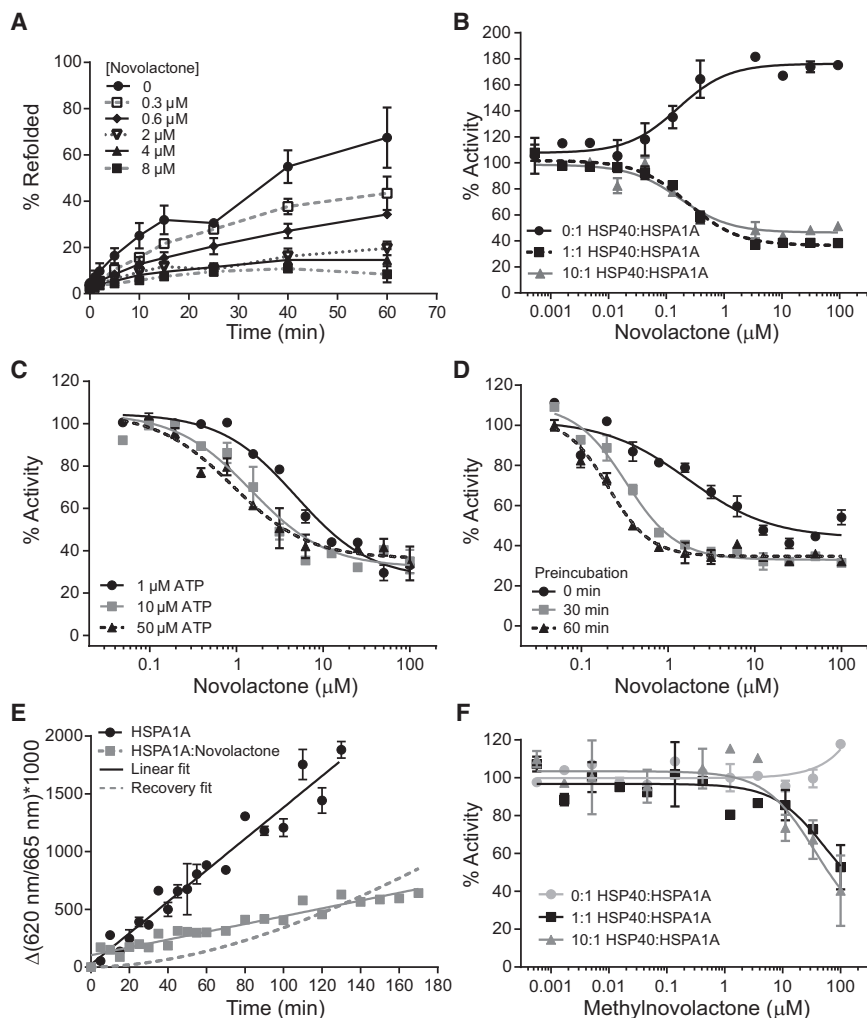 A
[Novolactone]
0
0.3 µM
0.6 µM
2 µM
4 µM
8 µM
% Refolded
100
80
60
40
20
0
0 10 20 30 40 50 60 70
Time (min)
B
% Activity
200
180
160
140
120
100
80
60
40
20
0
0:1 HSP40:HSPA1A
1:1 HSP40:HSPA1A
10:1 HSP40:HSPA1A
0.001 0.01 0.1 1 10 100
Novolactone (µM)
C
% Activity
120
100
80
60
40
20
0
1 µM ATP
10 µM ATP
50 µM ATP
0.1 1 10 100
Novolactone (µM)
D
% Activity
120
100
80
60
40
20
0
Preincubation
0 min
30 min
60 min
0.1 1 10 100
Novolactone (µM)
E
Δ(620 nm/665 nm)*1000
2000
1500
1000
500
0
HSPA1A
HSPA1A:Novolactone
Linear fit
Recovery fit
0 20 40 60 80 100 120 140 160 180
Time (min)
F
% Activity
120
100
80
60
40
20
0
0:1 HSP40:HSPA1A
1:1 HSP40:HSPA1A
10:1 HSP40:HSPA1A
0.001 0.01 0.1 1 10 100
Methylnovolactone (µM)